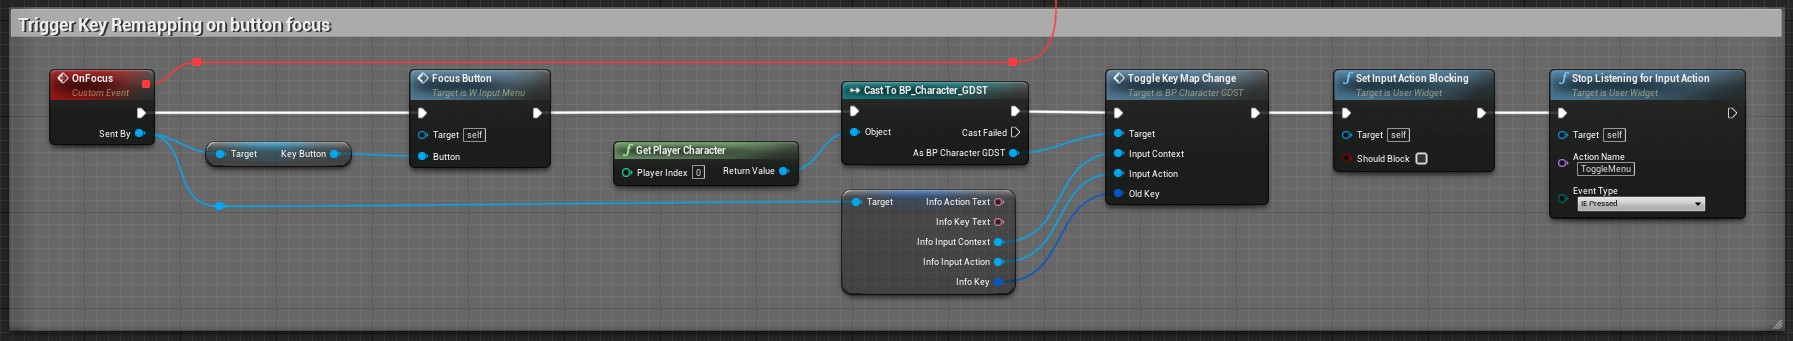 Trigger Key Remapping on button focus
OnFocus
Custom Event
Sent By
Target Key Button
Focus Button
Target is W Input Menu
Target self
Button
Get Player Character
Player Index 0 Return Value
Cast To BP_Character_GDST
Object Cast Failed
As BP Character GDST
Target Info Action Text
Info Key Text
Info Input Context
Info Input Action
Info Key
Toggle Key Map Change
Target is BP Character GDST
Target
Input Context
Input Action
Old Key
Set Input Action Blocking
Target is User Widget
Target self
Should Block
Stop Listening for Input Action
Target is User Widget
Target self
Action Name
ToggleMenu
Event Type
IE Pressed